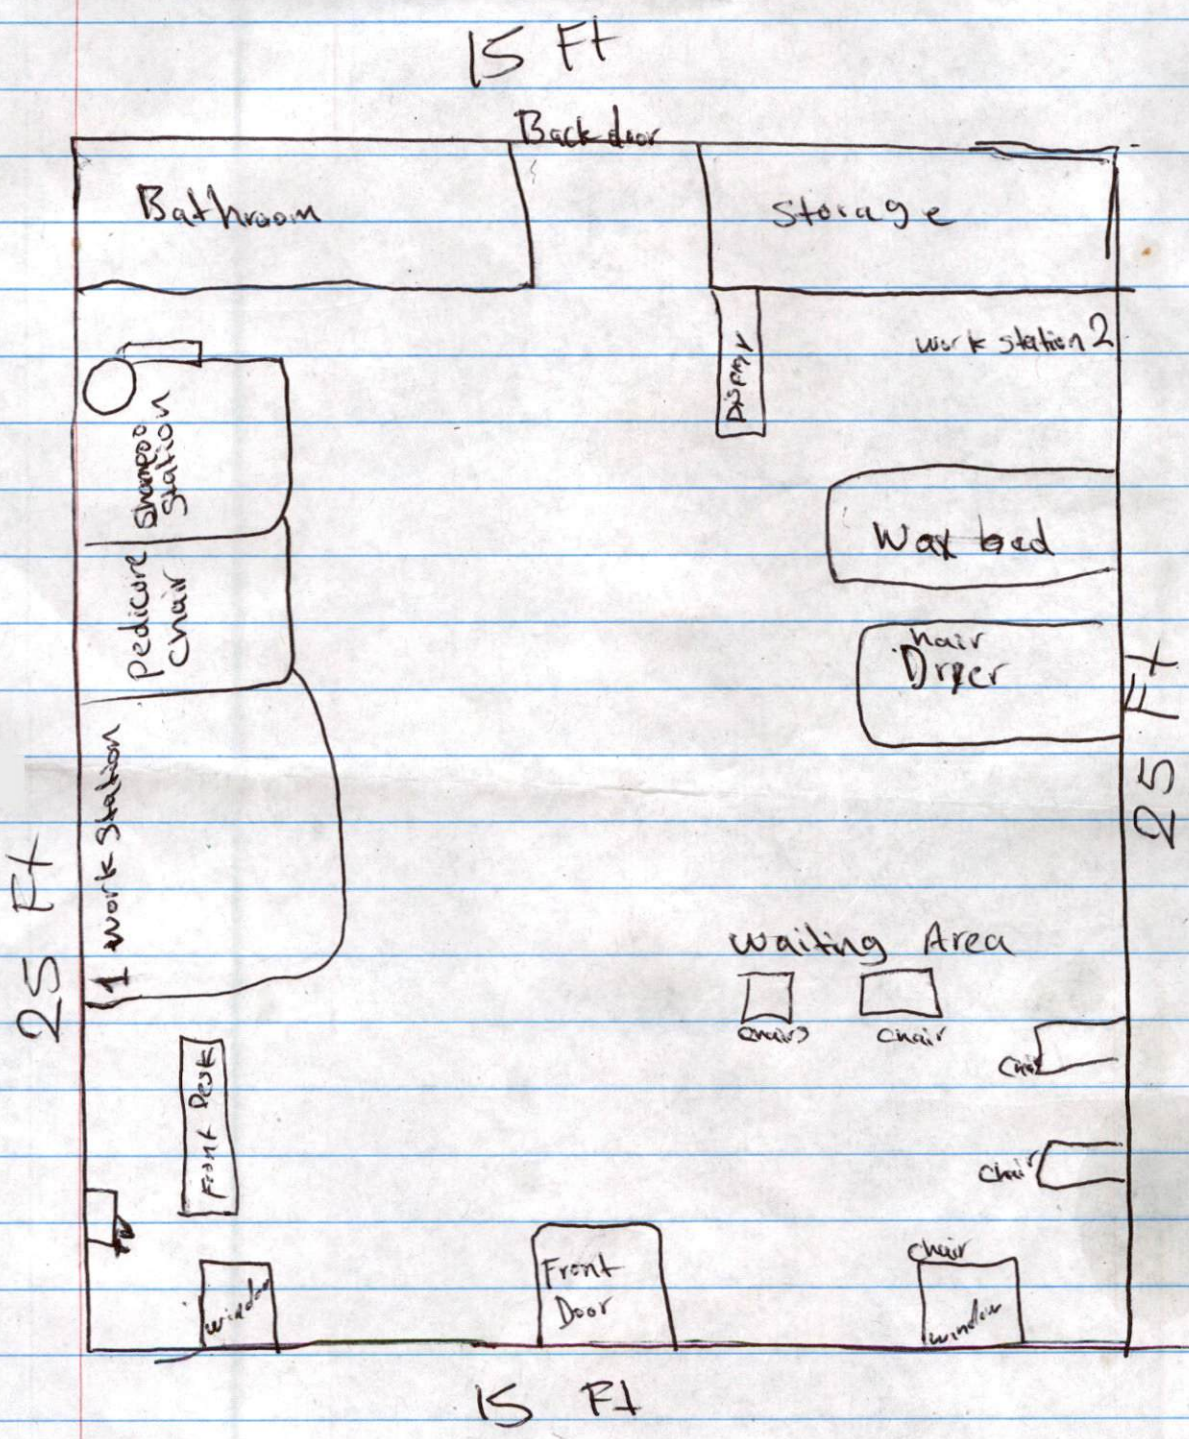 15 Ft
Back door
Bathroom
Storage
work station 2
Display
Shampoo
Station
Wax bed
Pedicure
Chair
hair
Dryer
25 Ft
1 work Station
25 Ft
Waiting Area
chairs
chair
chair
Front Desk
chair
tv
chair
Front
Door
window
window
15 Ft